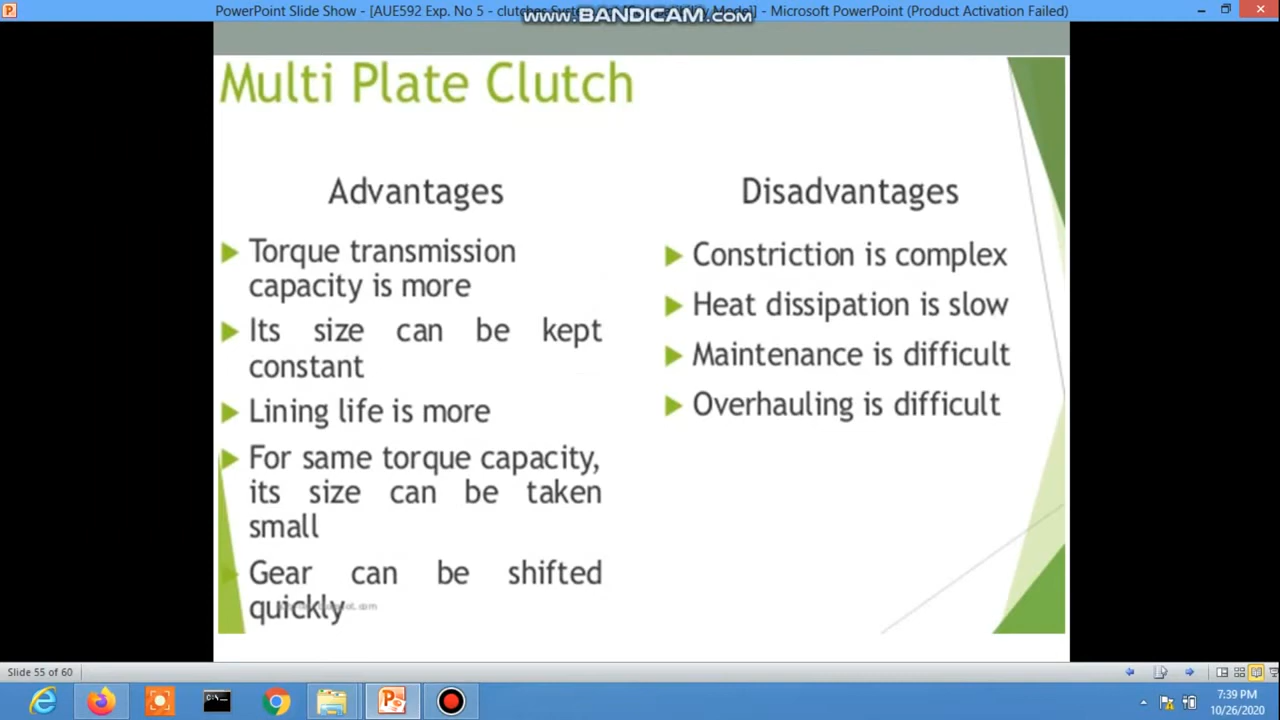 PowerPoint Slide Show - [AUE592 Exp. No 5 - clutches
- Microsoft PowerPoint (Product Activation Failed)
www.BANDICAM.com
Multi Plate Clutch
Advantages
Torque transmission
capacity is more
Its size can be kept
constant
Lining life is more
For same torque capacity,
its size can be taken
small
Gear can be shifted
quickly
Disadvantages
Constriction is complex
Heat dissipation is slow
Maintenance is difficult
Overhauling is difficult
Slide 55 of 60
7:39 PM
10/26/2020